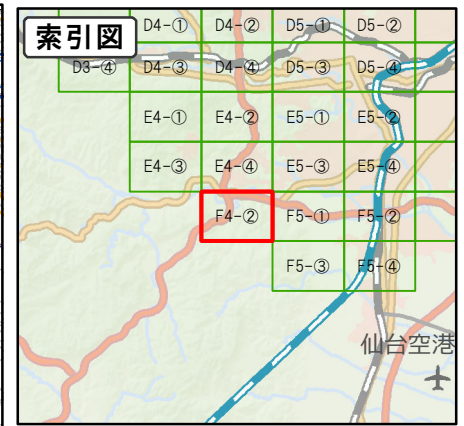 索引図
D4-① D4-② D5-① D5-②
D3-④ D4-③ D4-④ D5-③ D5-④
E4-① E4-② E5-① E5-②
E4-③ E4-④ E5-③ E5-④
F4-② F5-① F5-②
F5-③ F5-④
仙台空港